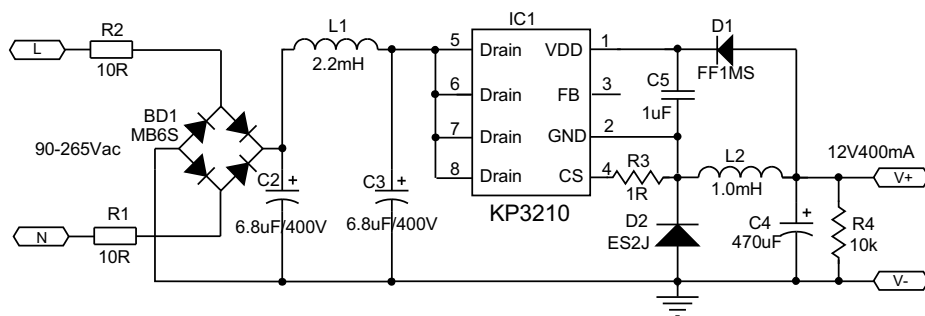 IC1
L
R2
10R
L1
2.2mH
5 Drain VDD 1
D1
FF1MS
6 Drain FB 3
C5
1uF
BD1
MB6S
90-265Vac
7 Drain GND 2
8 Drain CS 4
KP3210
R3
1R
L2
1.0mH
12V400mA
V+
C2 +
6.8uF/400V
C3 +
6.8uF/400V
N
R1
10R
D2
ES2J
C4 +
470uF
R4
10k
V-